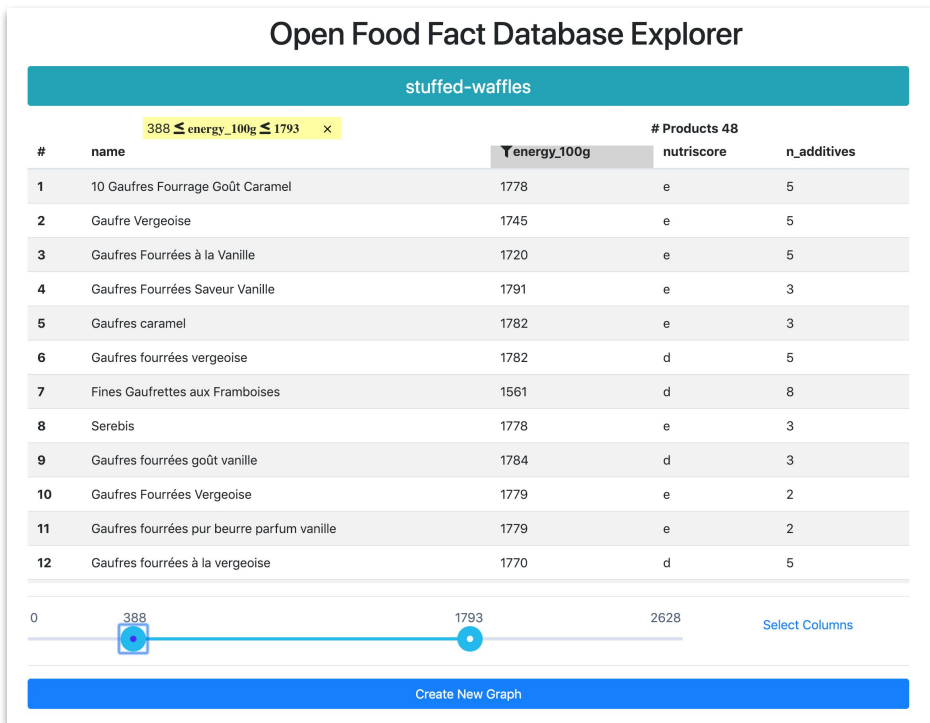 Open Food Fact Database Explorer
stuffed-waffles
388 ≤ energy_100g ≤ 1793 ×
# Products 48
# name energy_100g nutriscore n_additives
1 10 Gaufres Fourrage Goût Caramel 1778 e 5
2 Gaufre Vergeoise 1745 e 5
3 Gaufres Fourrées à la Vanille 1720 e 5
4 Gaufres Fourrées Saveur Vanille 1791 e 3
5 Gaufres caramel 1782 e 3
6 Gaufres fourrées vergeoise 1782 d 5
7 Fines Gaufrettes aux Framboises 1561 d 8
8 Serebis 1778 e 3
9 Gaufres fourrées goût vanille 1784 d 3
10 Gaufres Fourrées Vergeoise 1779 e 2
11 Gaufres fourrées pur beurre parfum vanille 1779 e 2
12 Gaufres fourrées à la vergeoise 1770 d 5
0 388 1793 2628
Select Columns
Create New Graph